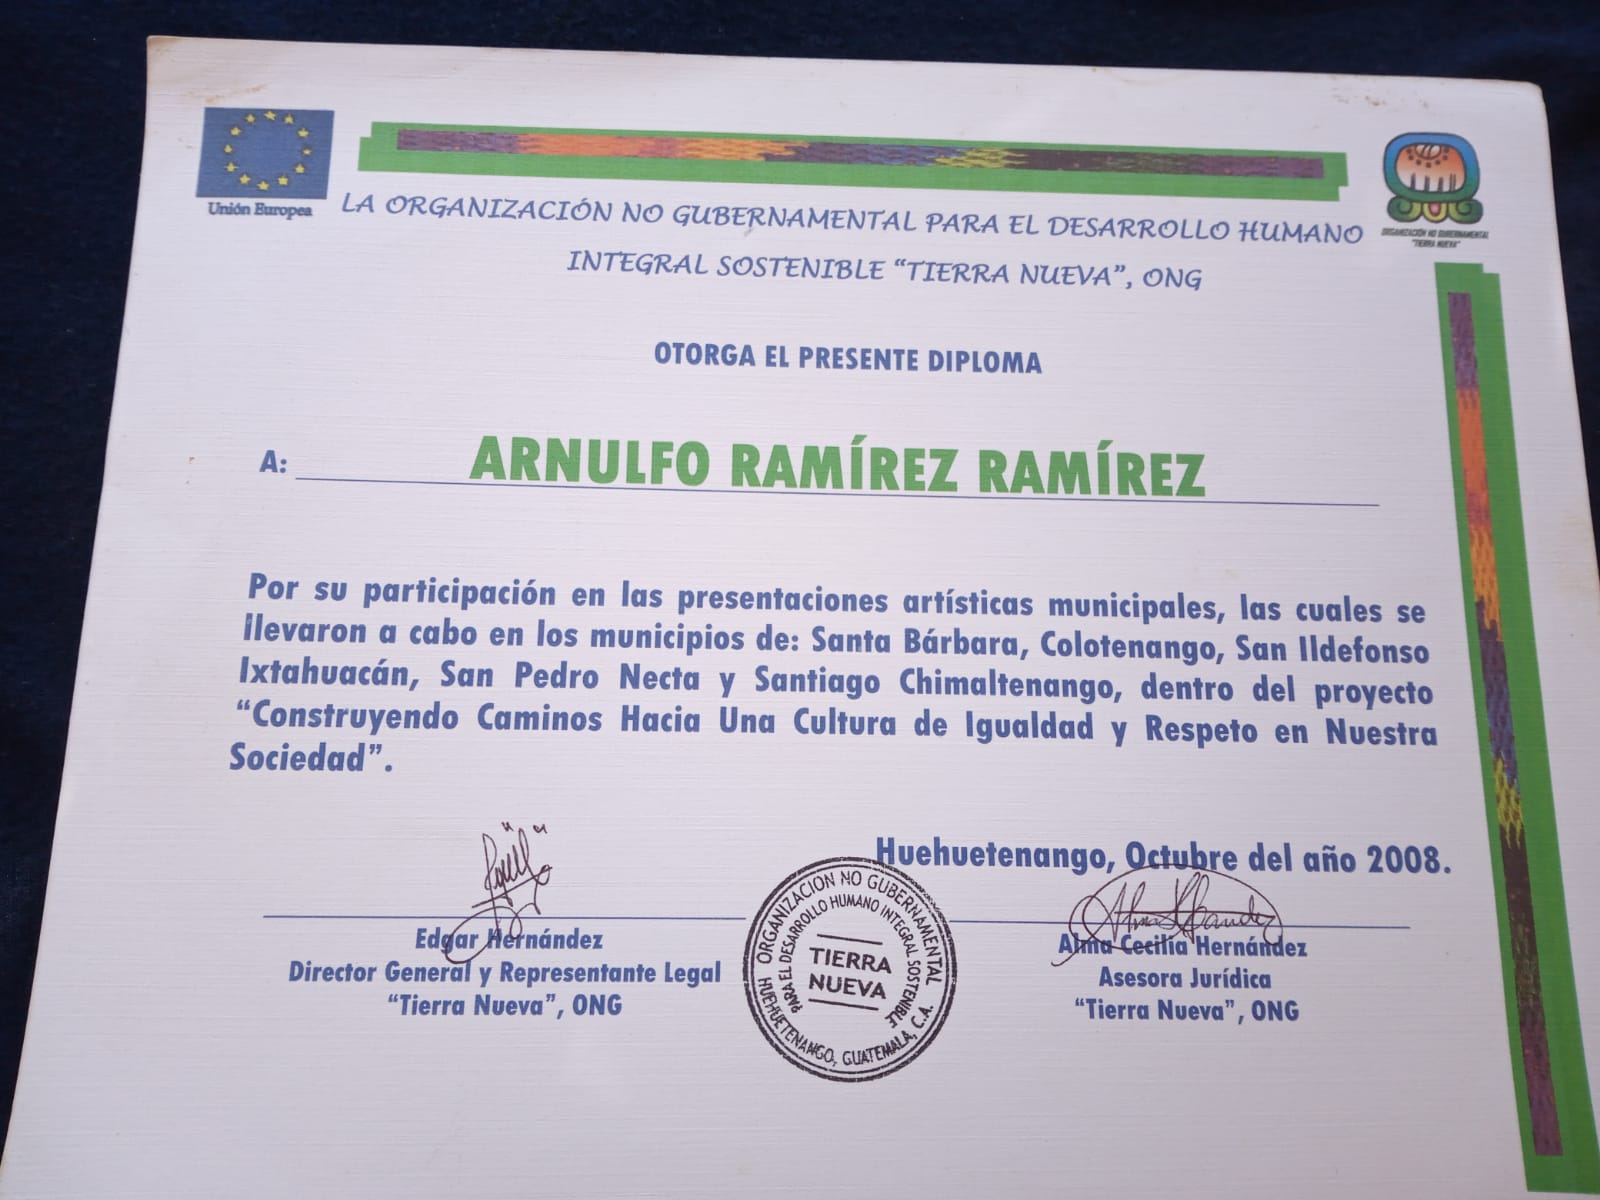 Unión Europea
LA ORGANIZACIÓN NO GUBERNAMENTAL PARA EL DESARROLLO HUMANO
INTEGRAL SOSTENIBLE “TIERRA NUEVA”, ONG
ORGANIZACIÓN NO GUBERNAMENTAL
“TIERRA NUEVA”
OTORGA EL PRESENTE DIPLOMA
A: ARNULFO RAMÍREZ RAMÍREZ
Por su participación en las presentaciones artísticas municipales, las cuales se
llevaron a cabo en los municipios de: Santa Bárbara, Colotenango, San Ildefonso
Ixtahuacán, San Pedro Necta y Santiago Chimaltenango, dentro del proyecto
“Construyendo Caminos Hacia Una Cultura de Igualdad y Respeto en Nuestra
Sociedad”.
Huehuetenango, Octubre del año 2008.
Edgar Hernández
Director General y Representante Legal
“Tierra Nueva”, ONG
ORGANIZACION NO GUBERNAMENTAL
PARA EL DESARROLLO HUMANO INTEGRAL SOSTENIBLE
TIERRA
NUEVA
HUEHUETENANGO, GUATEMALA, C.A.
Alma Cecilia Hernández
Asesora Jurídica
“Tierra Nueva”, ONG